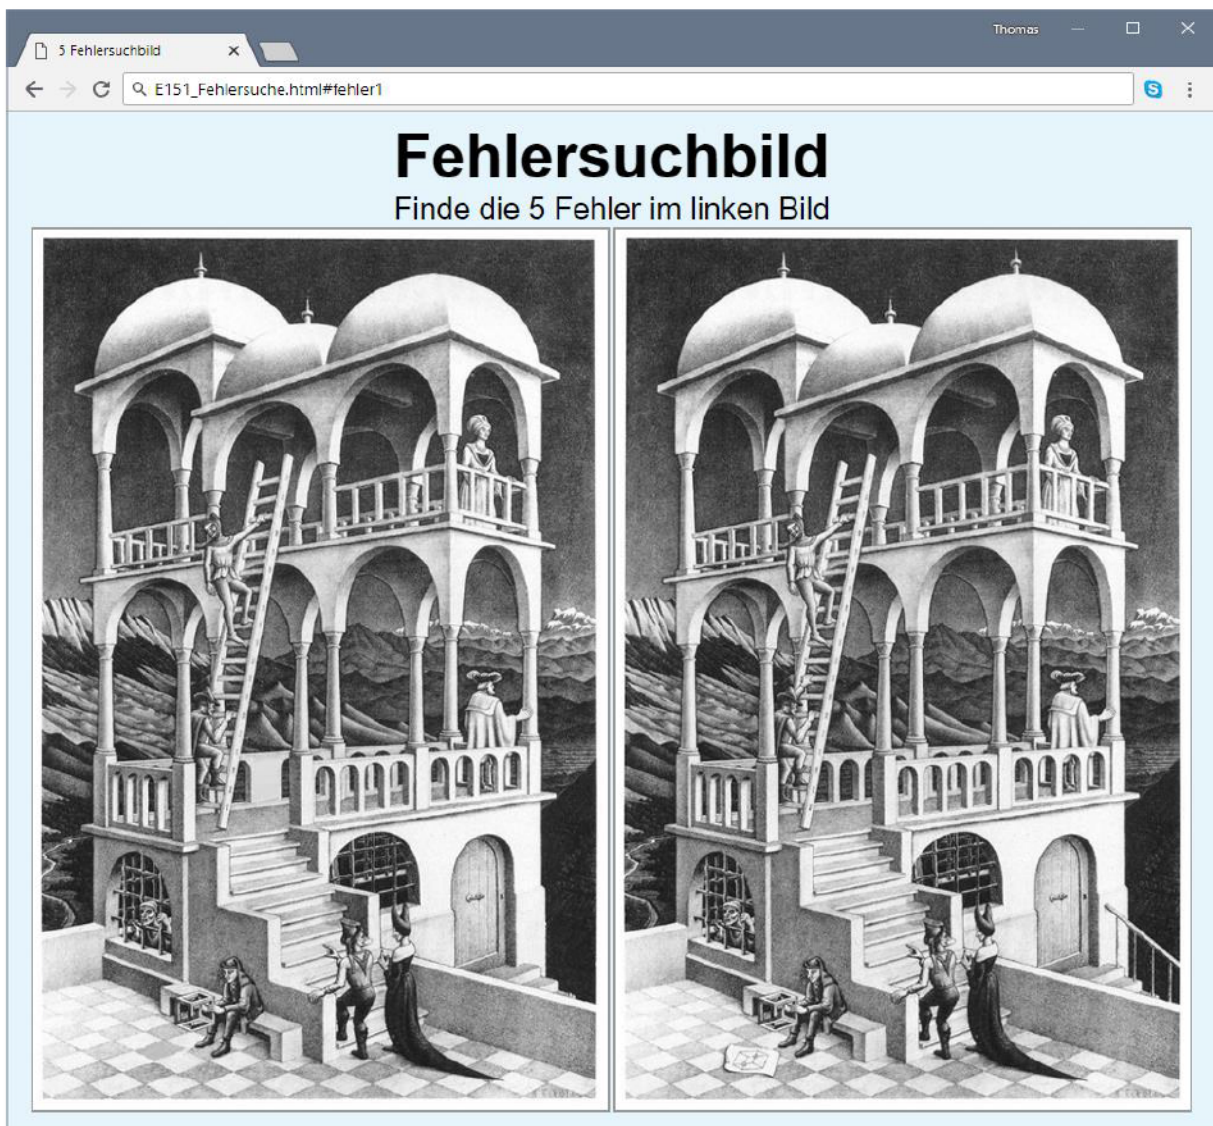 Thomas
5 Fehlersuchbild
E151_Fehlersuche.html#fehler1
Fehlersuchbild
Finde die 5 Fehler im linken Bild